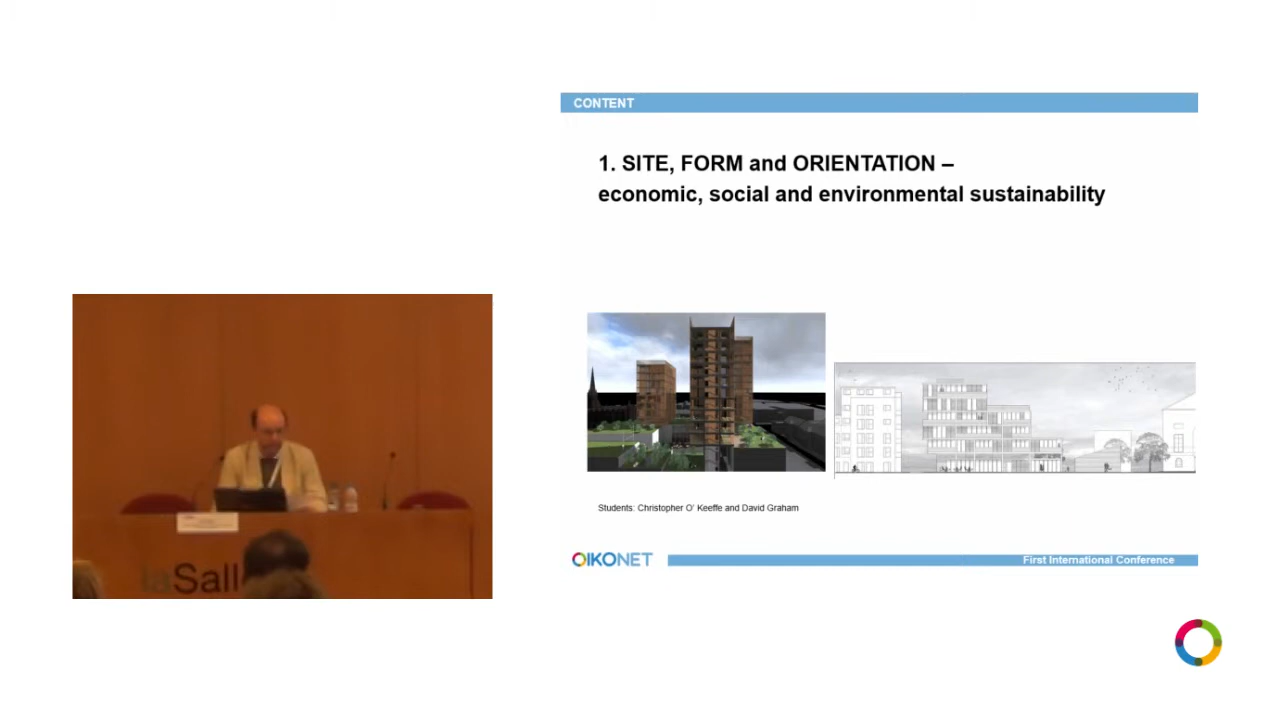 CONTENT
1. SITE, FORM and ORIENTATION –
economic, social and environmental sustainability
Students: Christopher O' Keeffe and David Graham
OIKONET
First International Conference
laSall